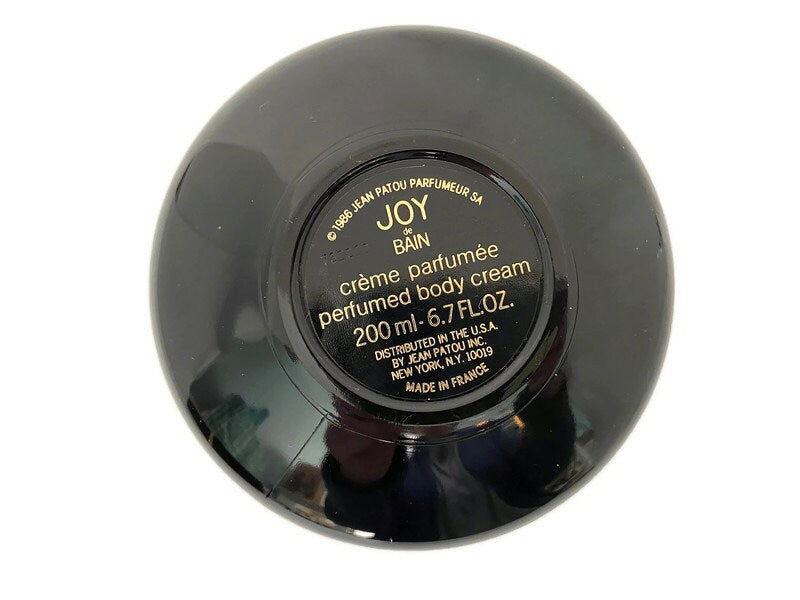 © 1986 JEAN PATOU PARFUMEUR SA
JOY
de
BAIN
crème parfumée
perfumed body cream
200 ml - 6.7 FL.OZ.
DISTRIBUTED IN THE U.S.A.
BY JEAN PATOU INC.
NEW YORK, N.Y. 10019
MADE IN FRANCE